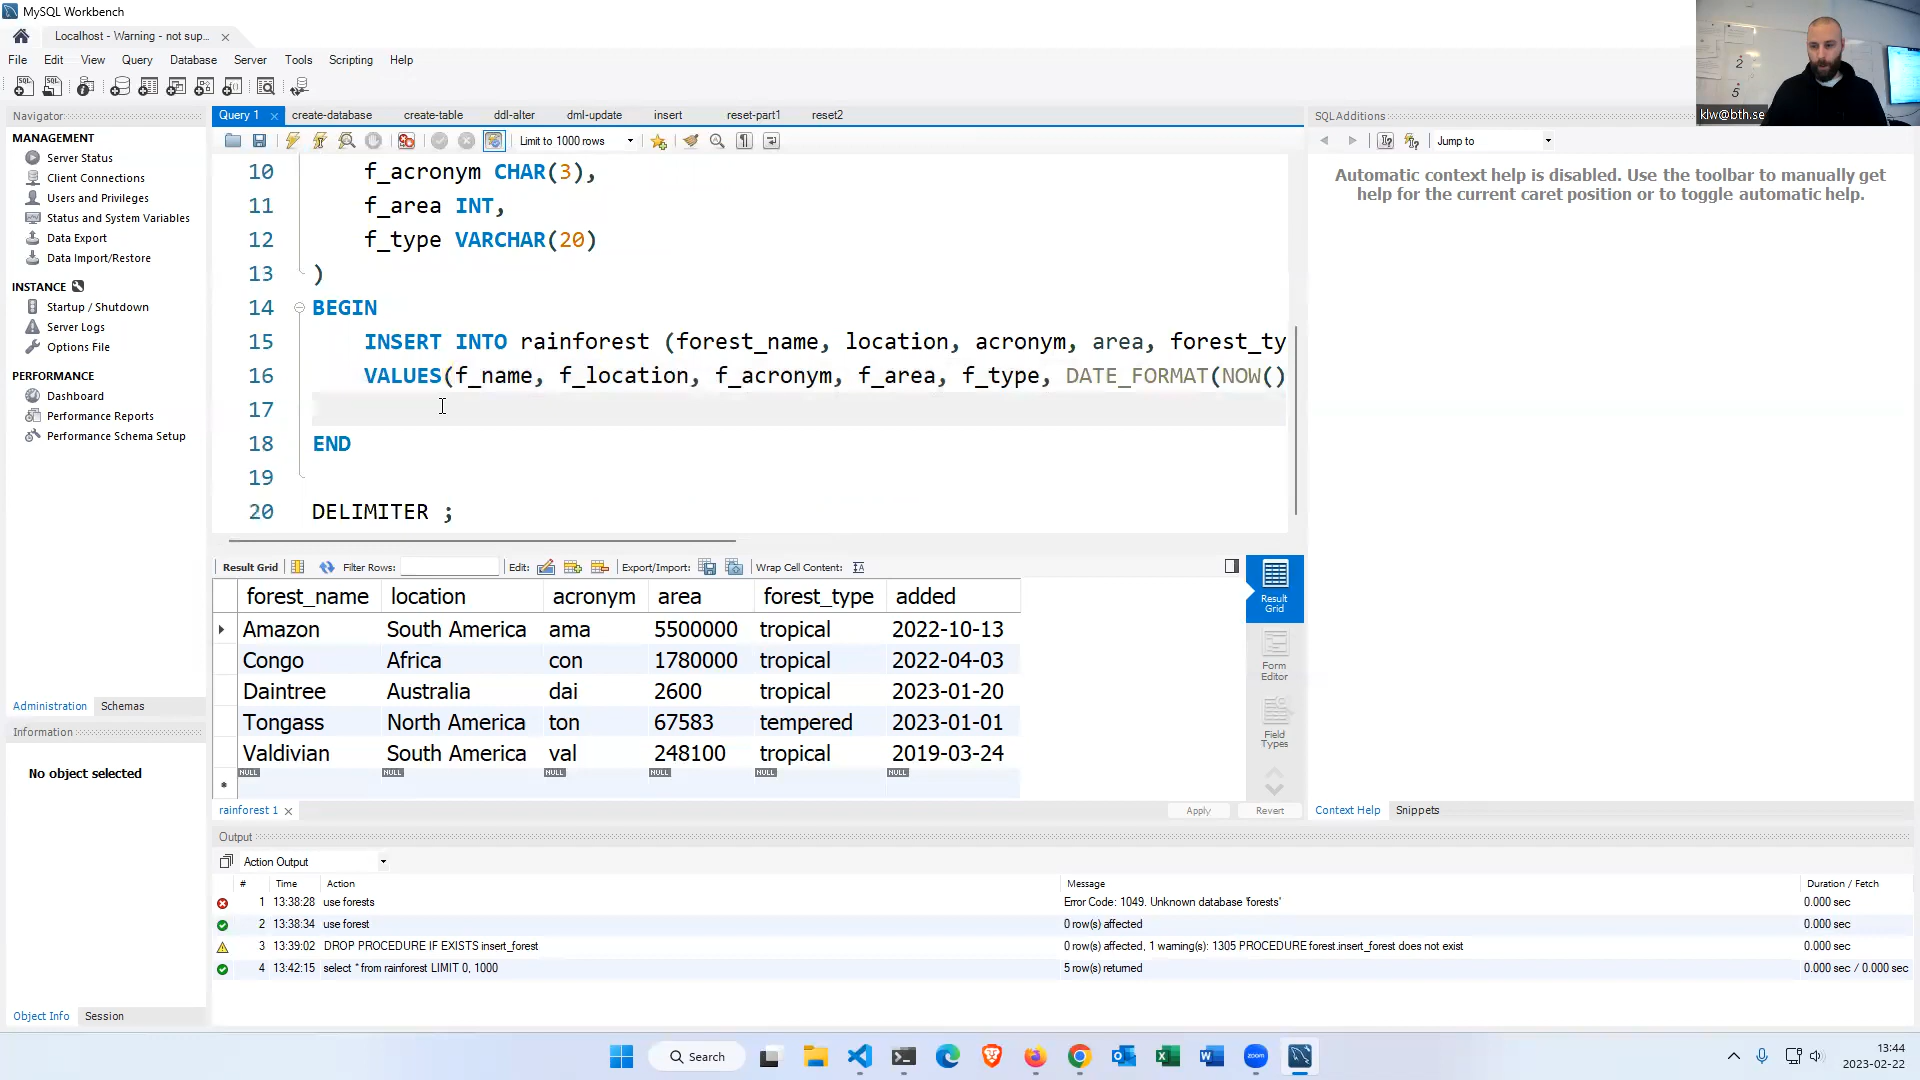 MySQL Workbench
Localhost - Warning - not sup...
File Edit View Query Database Server Tools Scripting Help
Navigator
MANAGEMENT
Server Status
Client Connections
Users and Privileges
Status and System Variables
Data Export
Data Import/Restore
INSTANCE
Startup / Shutdown
Server Logs
Options File
PERFORMANCE
Dashboard
Performance Reports
Performance Schema Setup
Administration Schemas
Information
No object selected
Object Info Session
Query 1 create-database create-table ddl-alter dml-update insert reset-part1 reset2
Limit to 1000 rows
10 f_acronym CHAR(3),
11 f_area INT,
12 f_type VARCHAR(20)
13 )
14 BEGIN
15 INSERT INTO rainforest (forest_name, location, acronym, area, forest_ty
16 VALUES(f_name, f_location, f_acronym, f_area, f_type, DATE_FORMAT(NOW()
17
18 END
19
20 DELIMITER ;
Result Grid Filter Rows: Edit: Export/Import: Wrap Cell Content:
forest_name location acronym area forest_type added
Amazon South America ama 5500000 tropical 2022-10-13
Congo Africa con 1780000 tropical 2022-04-03
Daintree Australia dai 2600 tropical 2023-01-20
Tongass North America ton 67583 tempered 2023-01-01
Valdivian South America val 248100 tropical 2019-03-24
NULL NULL NULL NULL NULL NULL
Result
Grid
Form
Editor
Field
Types
rainforest 1 Apply Revert
SQLAdditions
Jump to
Automatic context help is disabled. Use the toolbar to manually get
help for the current caret position or to toggle automatic help.
Context Help Snippets
2
5
klw@bth.se
Output
Action Output
# Time Action Message Duration / Fetch
1 13:38:28 use forests Error Code: 1049. Unknown database 'forests' 0.000 sec
2 13:38:34 use forest 0 row(s) affected 0.000 sec
3 13:39:02 DROP PROCEDURE IF EXISTS insert_forest 0 row(s) affected, 1 warning(s): 1305 PROCEDURE forest.insert_forest does not exist 0.000 sec
4 13:42:15 select * from rainforest LIMIT 0, 1000 5 row(s) returned 0.000 sec / 0.000 sec
Search
zoom
13:44
2023-02-22